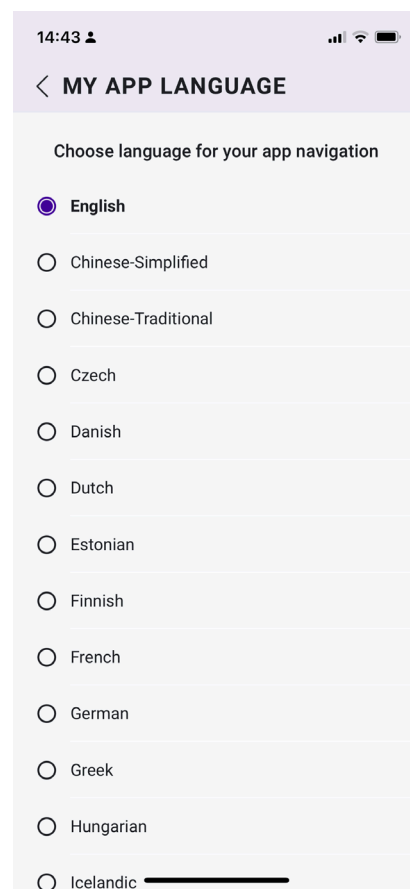 14:43
MY APP LANGUAGE
Choose language for your app navigation
English
Chinese-Simplified
Chinese-Traditional
Czech
Danish
Dutch
Estonian
Finnish
French
German
Greek
Hungarian
Icelandic